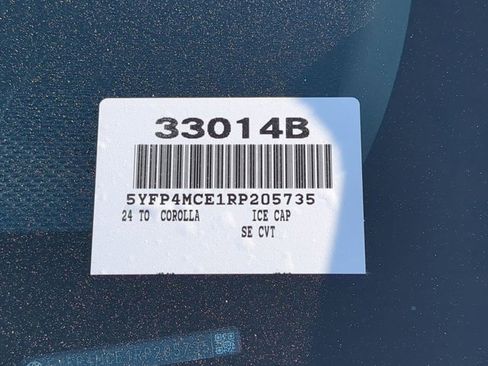 33014B
5YFP4MCE1RP205735
24 TO COROLLA ICE CAP
SE CVT